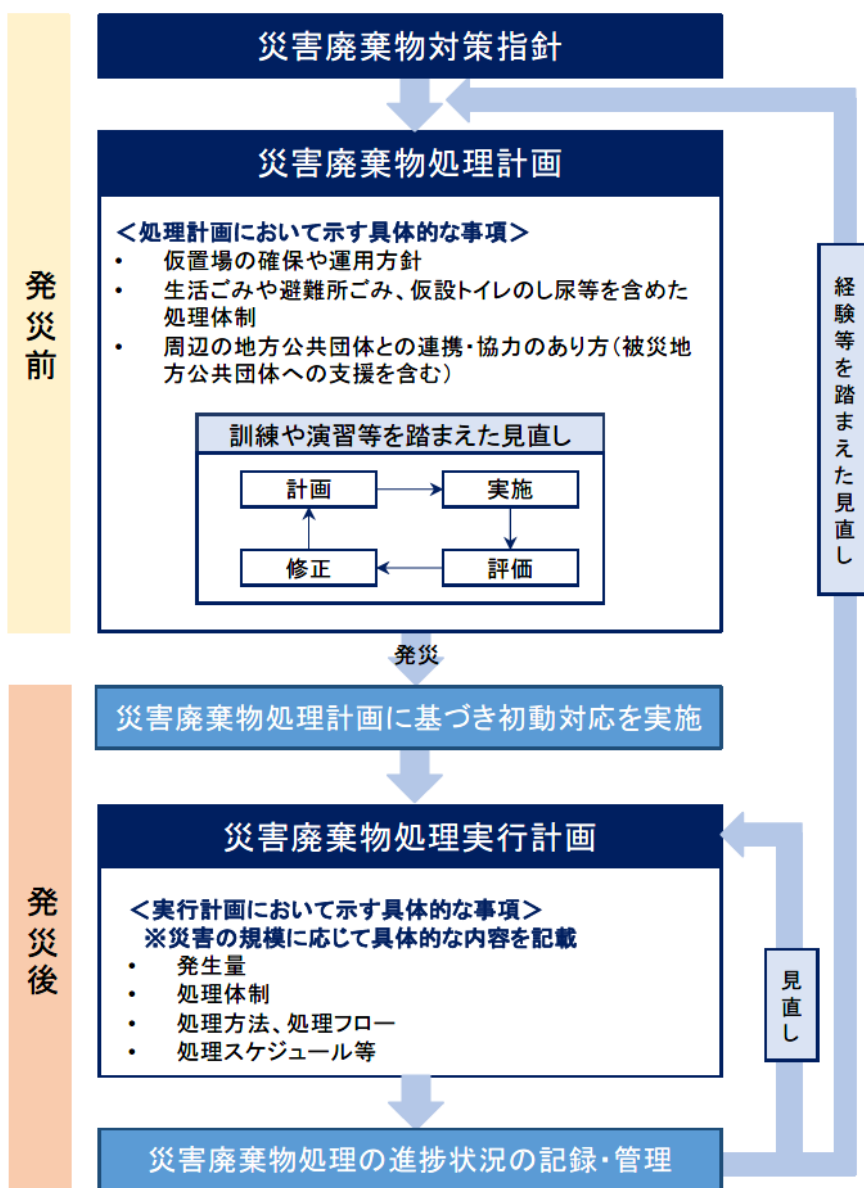 災害廃棄物対策指針
災害廃棄物処理計画
発災前
<処理計画において示す具体的な事項>
• 仮置場の確保や運用方針
• 生活ごみや避難所ごみ、仮設トイレのし尿等を含めた
処理体制
• 周辺の地方公共団体との連携・協力のあり方(被災地
方公共団体への支援を含む)
訓練や演習等を踏まえた見直し
計画
実施
修正
評価
経験等を踏まえた見直し
発災
発災後
災害廃棄物処理計画に基づき初動対応を実施
災害廃棄物処理実行計画
<実行計画において示す具体的な事項>
※災害の規模に応じて具体的な内容を記載
• 発生量
• 処理体制
• 処理方法、処理フロー
• 処理スケジュール等
見直し
災害廃棄物処理の進捗状況の記録・管理